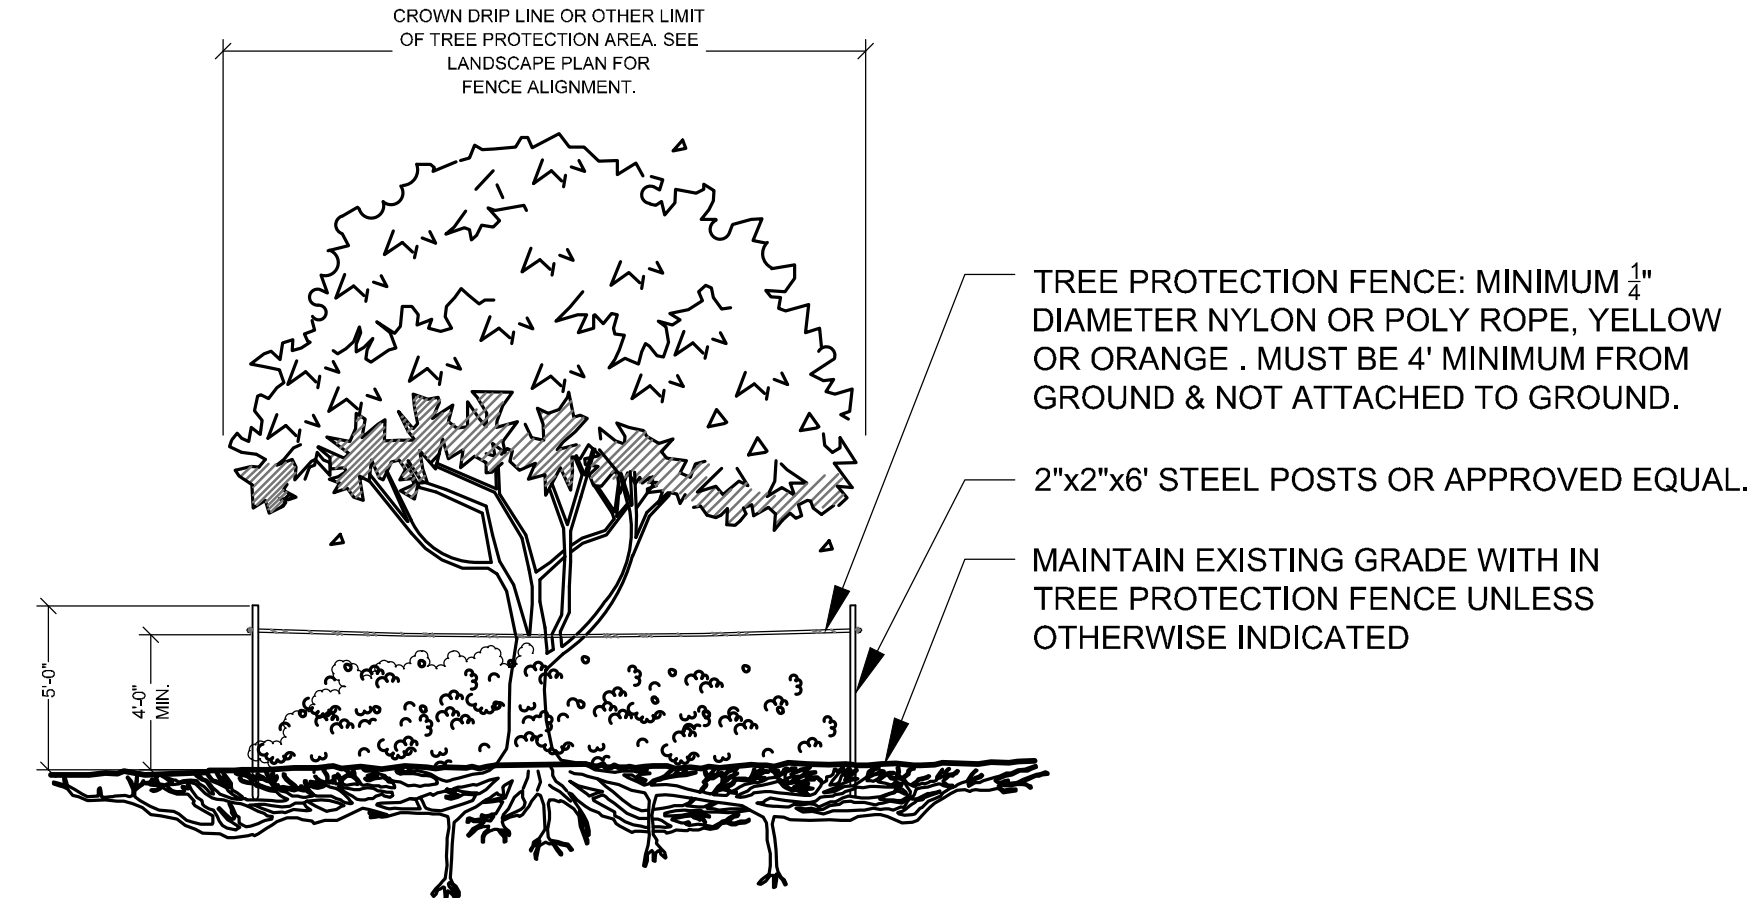 CROWN DRIP LINE OR OTHER LIMIT
OF TREE PROTECTION AREA. SEE
LANDSCAPE PLAN FOR
FENCE ALIGNMENT.
TREE PROTECTION FENCE: MINIMUM 1/4"
DIAMETER NYLON OR POLY ROPE, YELLOW
OR ORANGE . MUST BE 4' MINIMUM FROM
GROUND & NOT ATTACHED TO GROUND.
2"x2"x6' STEEL POSTS OR APPROVED EQUAL.
MAINTAIN EXISTING GRADE WITH IN
TREE PROTECTION FENCE UNLESS
OTHERWISE INDICATED
5'-0"
4'-0"
MIN.